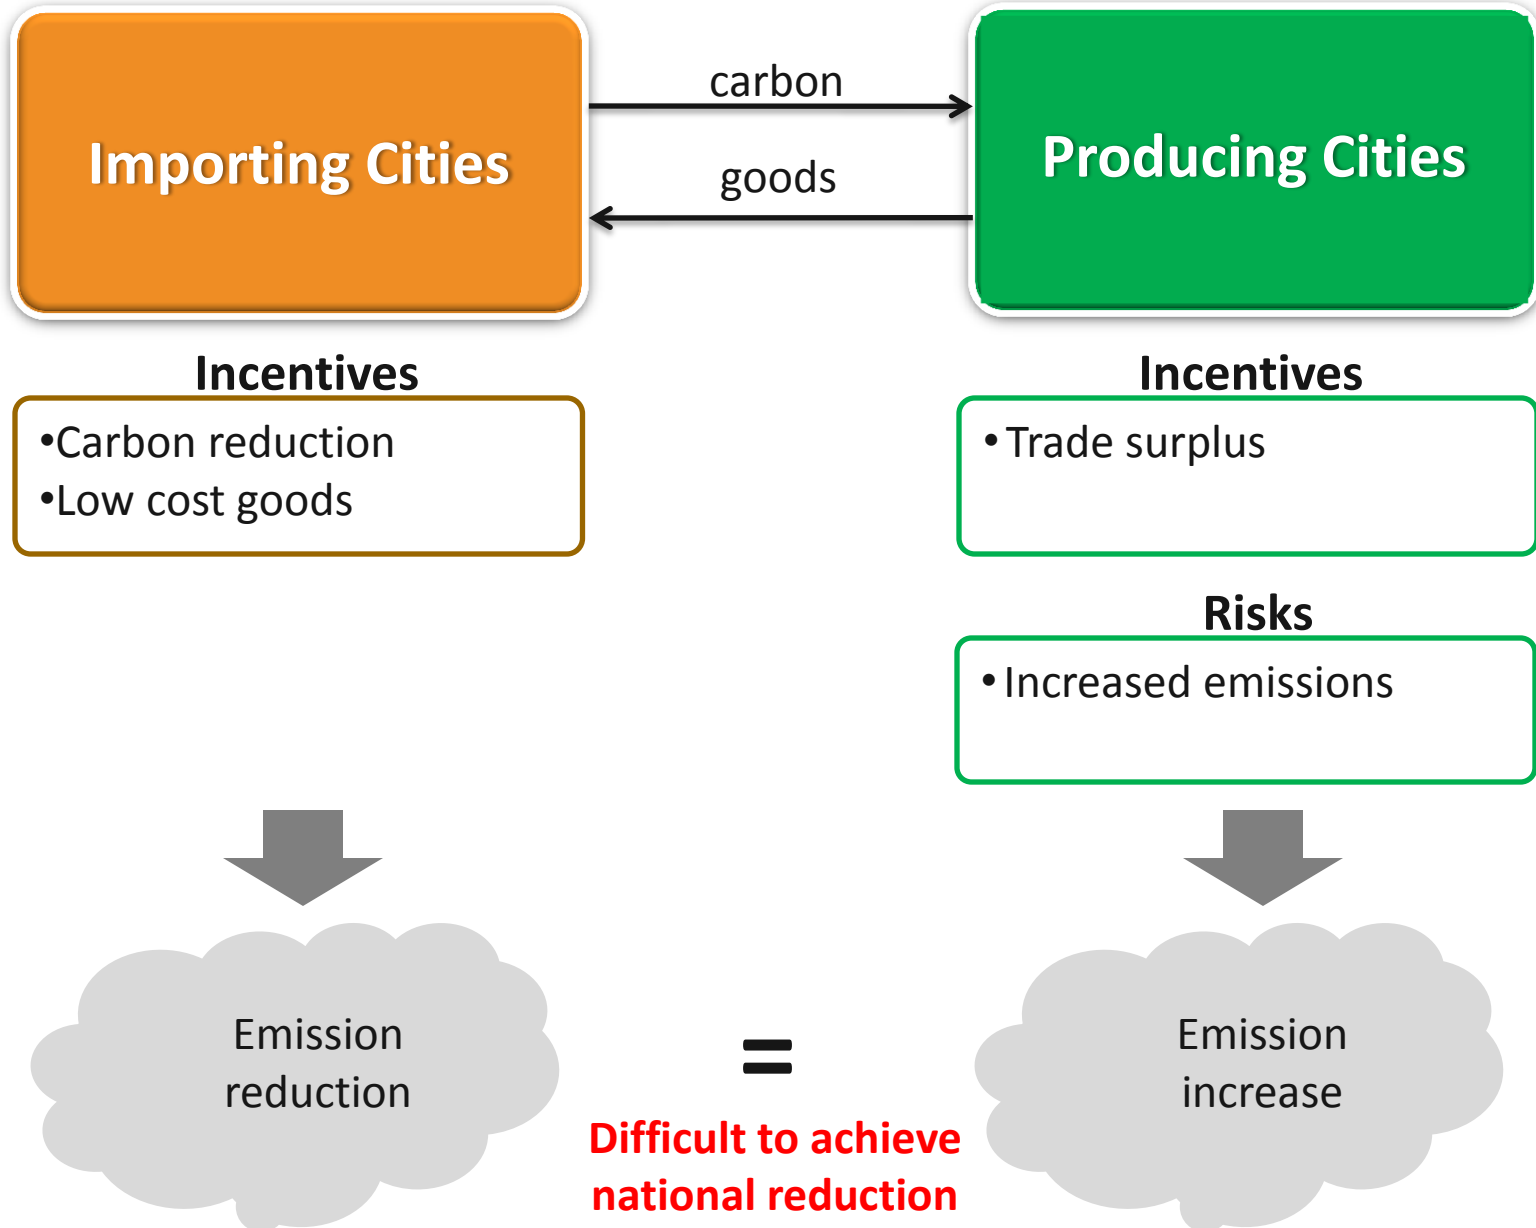 Importing Cities
carbon
goods
Producing Cities
Incentives
•Carbon reduction
•Low cost goods
Incentives
• Trade surplus
Risks
• Increased emissions
Emission
reduction
=
Difficult to achieve
national reduction
Emission
increase